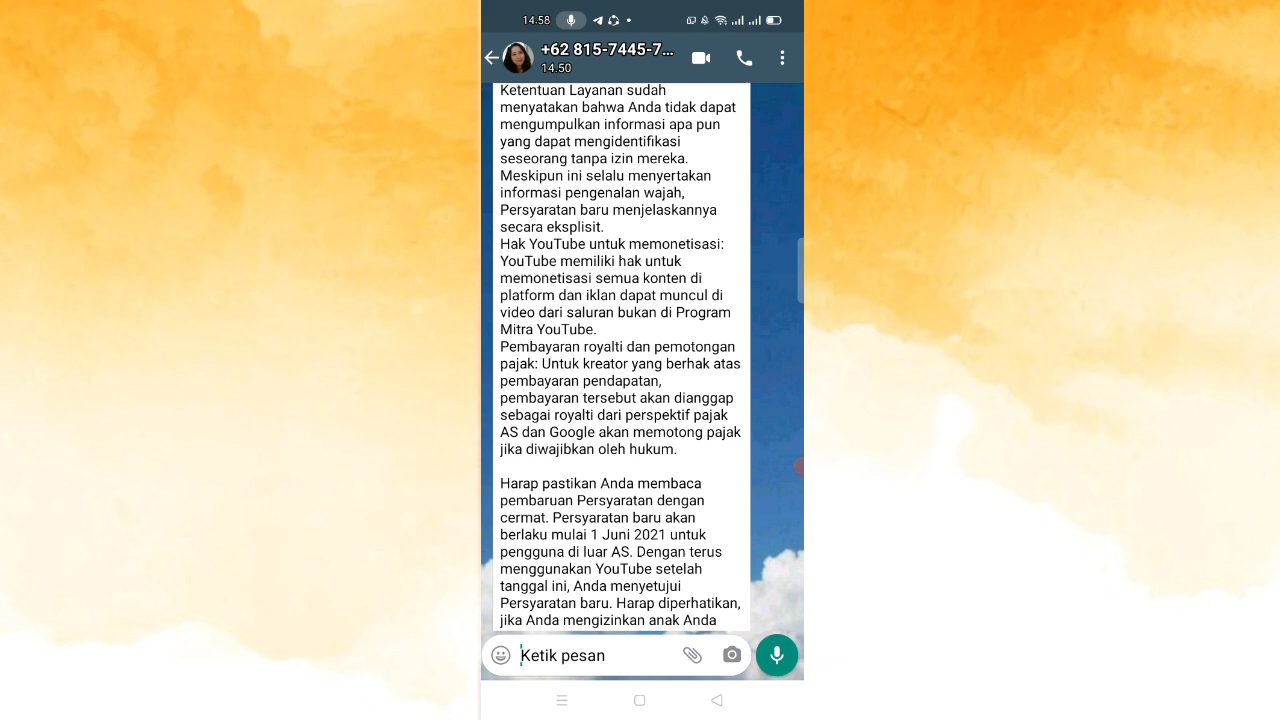 14.58
+62 815-7445-7...
14.50
Ketentuan Layanan sudah
menyatakan bahwa Anda tidak dapat
mengumpulkan informasi apa pun
yang dapat mengidentifikasi
seseorang tanpa izin mereka.
Meskipun ini selalu menyertakan
informasi pengenalan wajah,
Persyaratan baru menjelaskannya
secara eksplisit.
Hak YouTube untuk memonetisasi:
YouTube memiliki hak untuk
memonetisasi semua konten di
platform dan iklan dapat muncul di
video dari saluran bukan di Program
Mitra YouTube.
Pembayaran royalti dan pemotongan
pajak: Untuk kreator yang berhak atas
pembayaran pendapatan,
pembayaran tersebut akan dianggap
sebagai royalti dari perspektif pajak
AS dan Google akan memotong pajak
jika diwajibkan oleh hukum.
Harap pastikan Anda membaca
pembaruan Persyaratan dengan
cermat. Persyaratan baru akan
berlaku mulai 1 Juni 2021 untuk
pengguna di luar AS. Dengan terus
menggunakan YouTube setelah
tanggal ini, Anda menyetujui
Persyaratan baru. Harap diperhatikan,
jika Anda mengizinkan anak Anda
Ketik pesan